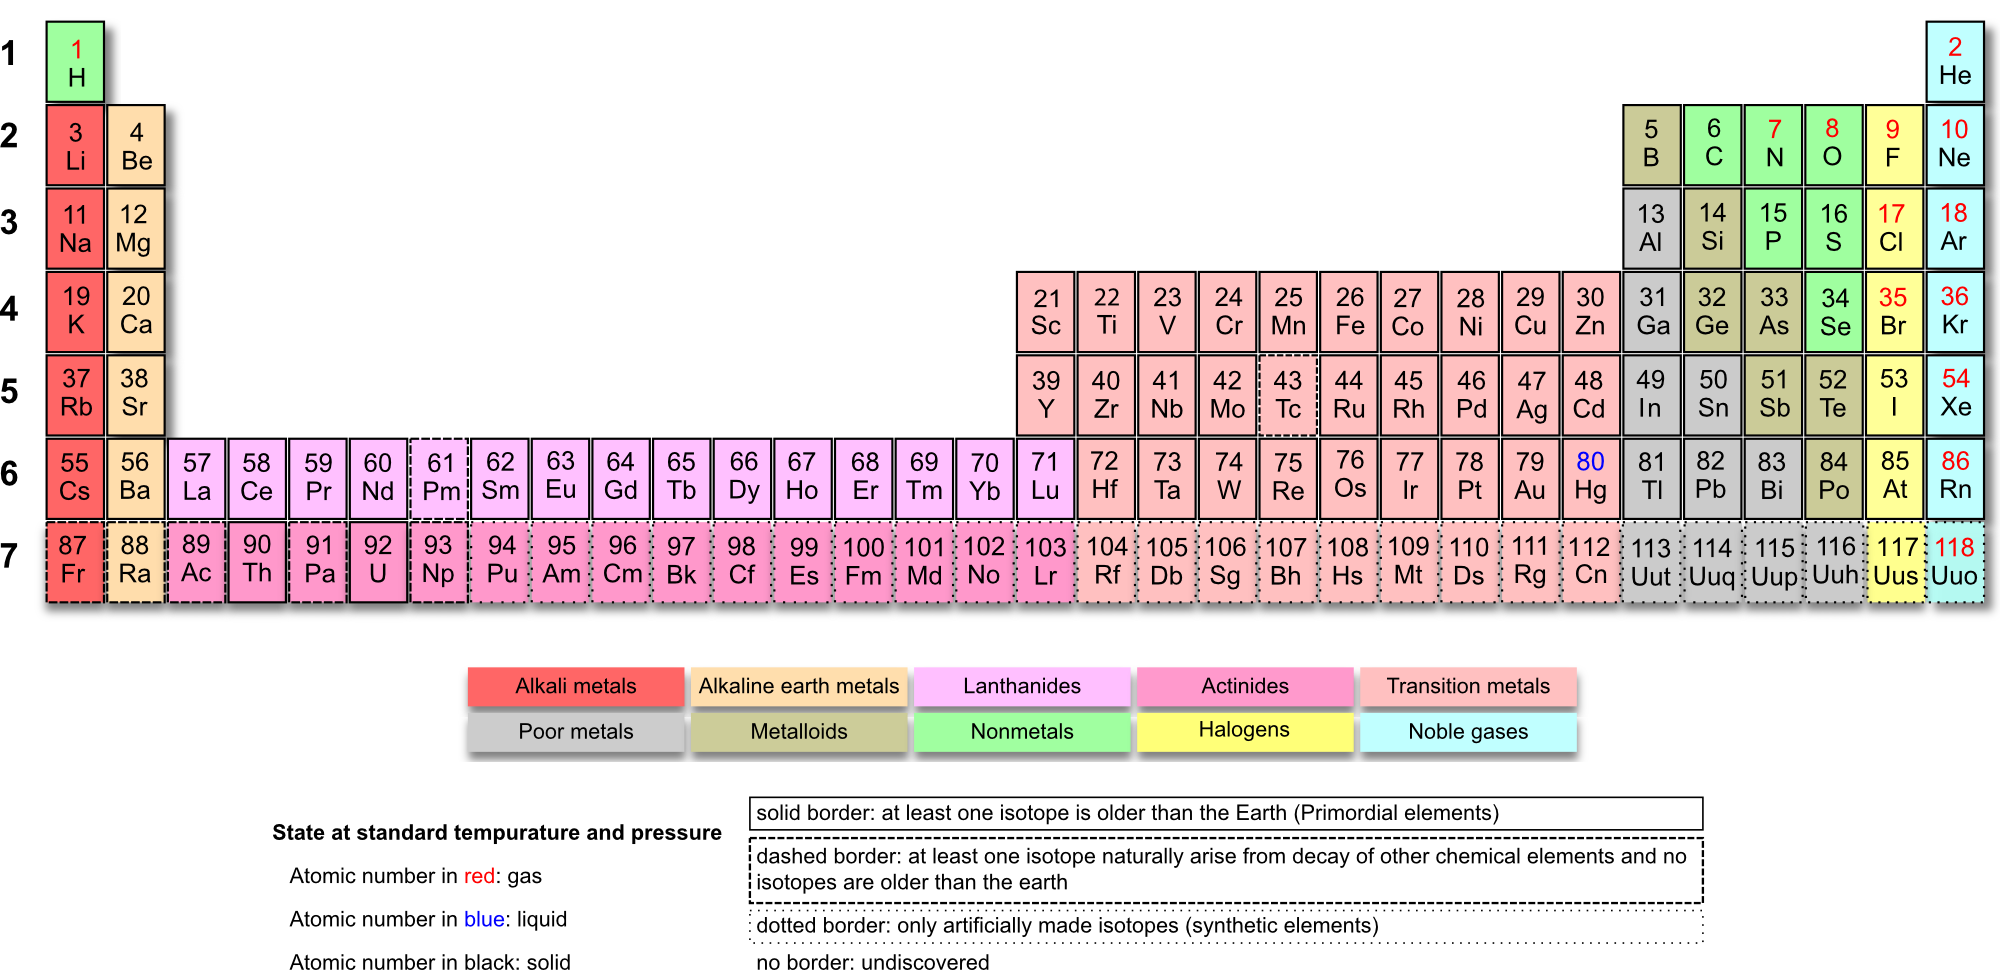 1 1 2
H He
2 3 4 5 6 7 8 9 10
Li Be B C N O F Ne
3 11 12 13 14 15 16 17 18
Na Mg Al Si P S Cl Ar
4 19 20 21 22 23 24 25 26 27 28 29 30 31 32 33 34 35 36
K Ca Sc Ti V Cr Mn Fe Co Ni Cu Zn Ga Ge As Se Br Kr
5 37 38 39 40 41 42 43 44 45 46 47 48 49 50 51 52 53 54
Rb Sr Y Zr Nb Mo Tc Ru Rh Pd Ag Cd In Sn Sb Te I Xe
6 55 56 57 58 59 60 61 62 63 64 65 66 67 68 69 70 71 72 73 74 75 76 77 78 79 80 81 82 83 84 85 86
Cs Ba La Ce Pr Nd Pm Sm Eu Gd Tb Dy Ho Er Tm Yb Lu Hf Ta W Re Os Ir Pt Au Hg Tl Pb Bi Po At Rn
7 87 88 89 90 91 92 93 94 95 96 97 98 99 100 101 102 103 104 105 106 107 108 109 110 111 112 113 114 115 116 117 118
Fr Ra Ac Th Pa U Np Pu Am Cm Bk Cf Es Fm Md No Lr Rf Db Sg Bh Hs Mt Ds Rg Cn Uut Uuq Uup Uuh Uus Uuo
Alkali metals Alkaline earth metals Lanthanides Actinides Transition metals
Poor metals Metalloids Nonmetals Halogens Noble gases
State at standard tempurature and pressure
Atomic number in red: gas
Atomic number in blue: liquid
Atomic number in black: solid
solid border: at least one isotope is older than the Earth (Primordial elements)
dashed border: at least one isotope naturally arise from decay of other chemical elements and no
isotopes are older than the earth
dotted border: only artificially made isotopes (synthetic elements)
no border: undiscovered